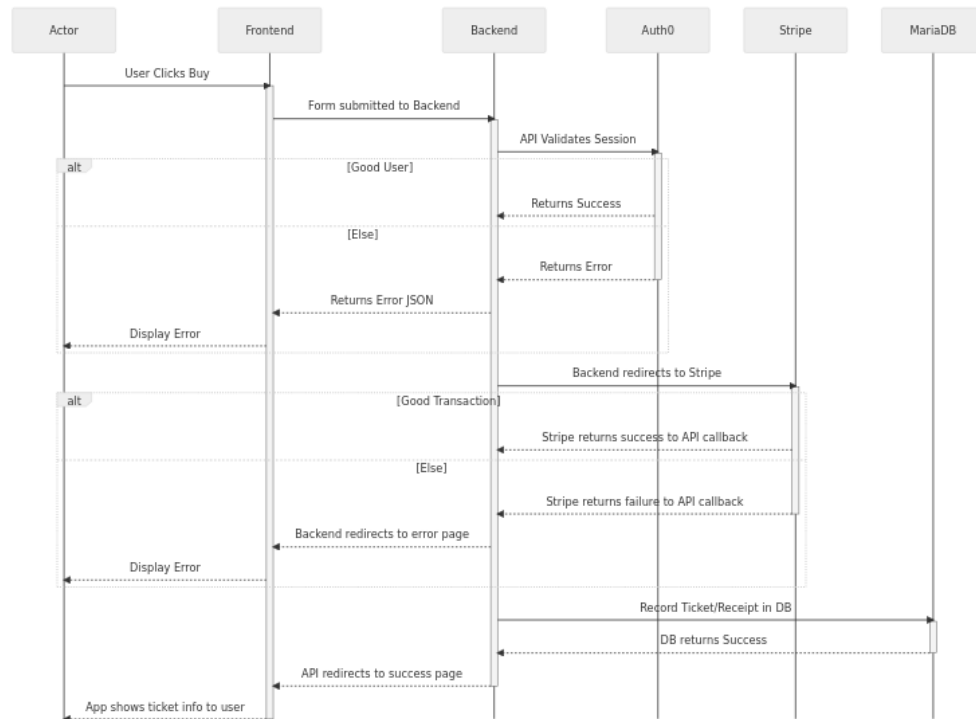 Actor
Frontend
Backend
Auth0
Stripe
MariaDB
User Clicks Buy
Form submitted to Backend
API Validates Session
alt
[Good User]
Returns Success
[Else]
Returns Error
Returns Error JSON
Display Error
Backend redirects to Stripe
alt
[Good Transaction]
Stripe returns success to API callback
[Else]
Stripe returns failure to API callback
Backend redirects to error page
Display Error
Record Ticket/Receipt in DB
DB returns Success
API redirects to success page
App shows ticket info to user